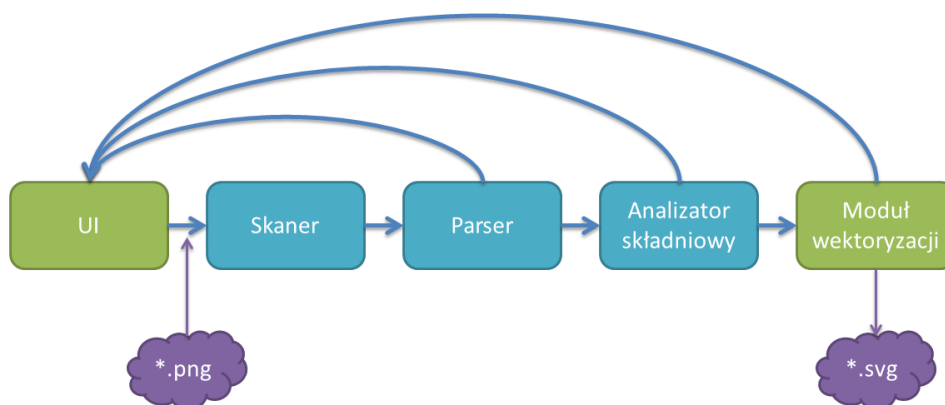 UI
Skaner
Parser
Analizator
składniowy
Moduł
wektoryzacji
*.png
*.svg